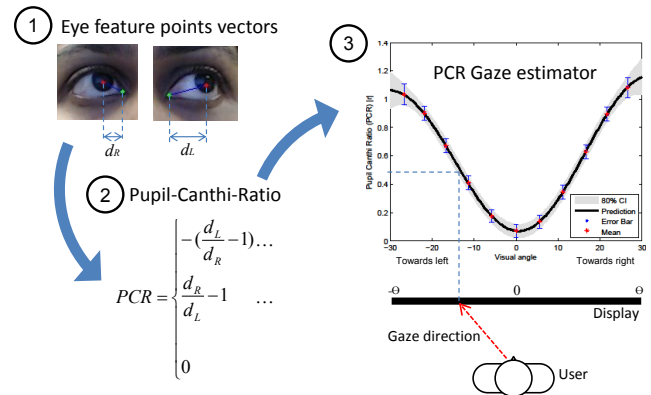 1 Eye feature points vectors
d_R
d_L
2 Pupil-Canthi-Ratio
PCR = { -(d_L/d_R -1)...
d_R/d_L -1 ...
0
3
PCR Gaze estimator
Pupil Canthi Ratio (PCR) |r|
1.4
1.2
1
0.8
0.6
0.4
0.2
0
80% CI
Prediction
Error Bar
Mean
-30 -20 -10 0 10 20 30
Towards left Visual angle Towards right
-Θ 0 Θ
Display
Gaze direction
User